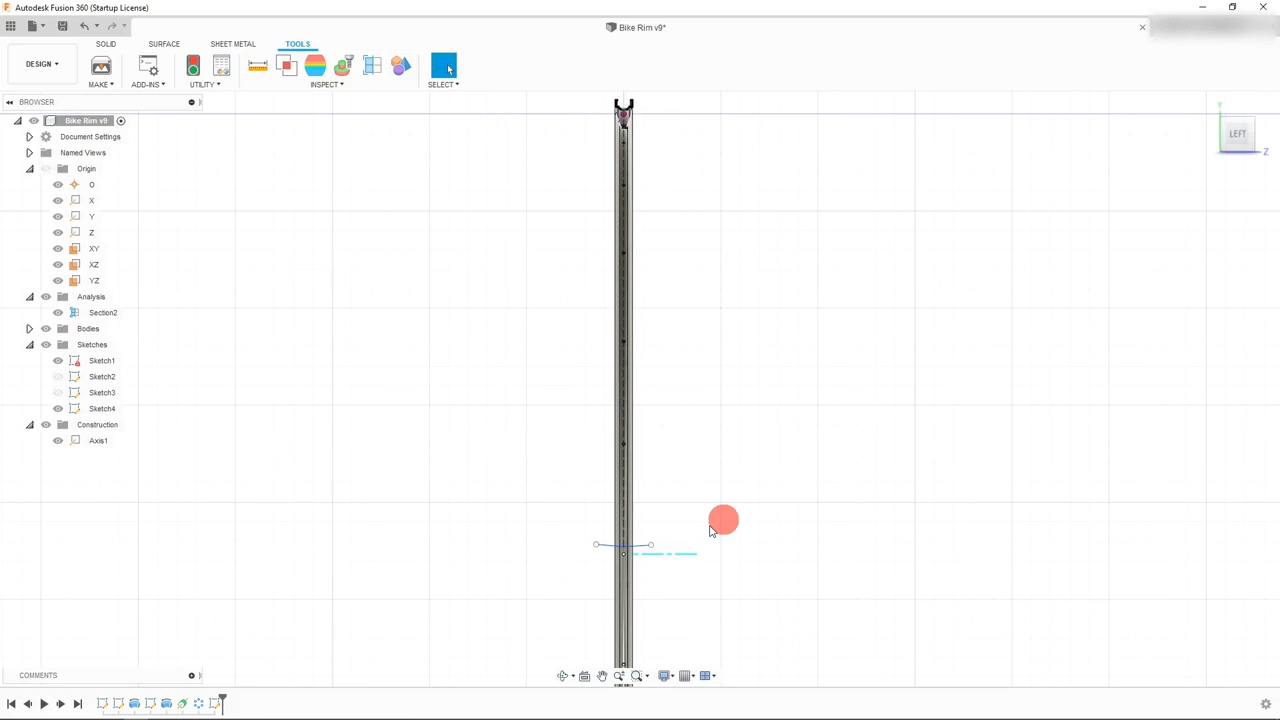 Autodesk Fusion 360 (Startup License)
Bike Rim v9*
SOLID SURFACE SHEET METAL TOOLS
DESIGN
MAKE ADD-INS UTILITY INSPECT SELECT
BROWSER
Bike Rim v9
Document Settings
Named Views
Origin
O
X
Y
Z
XY
XZ
YZ
Analysis
Section2
Bodies
Sketches
Sketch1
Sketch2
Sketch3
Sketch4
Construction
Axis1
LEFT
Y
Z
COMMENTS